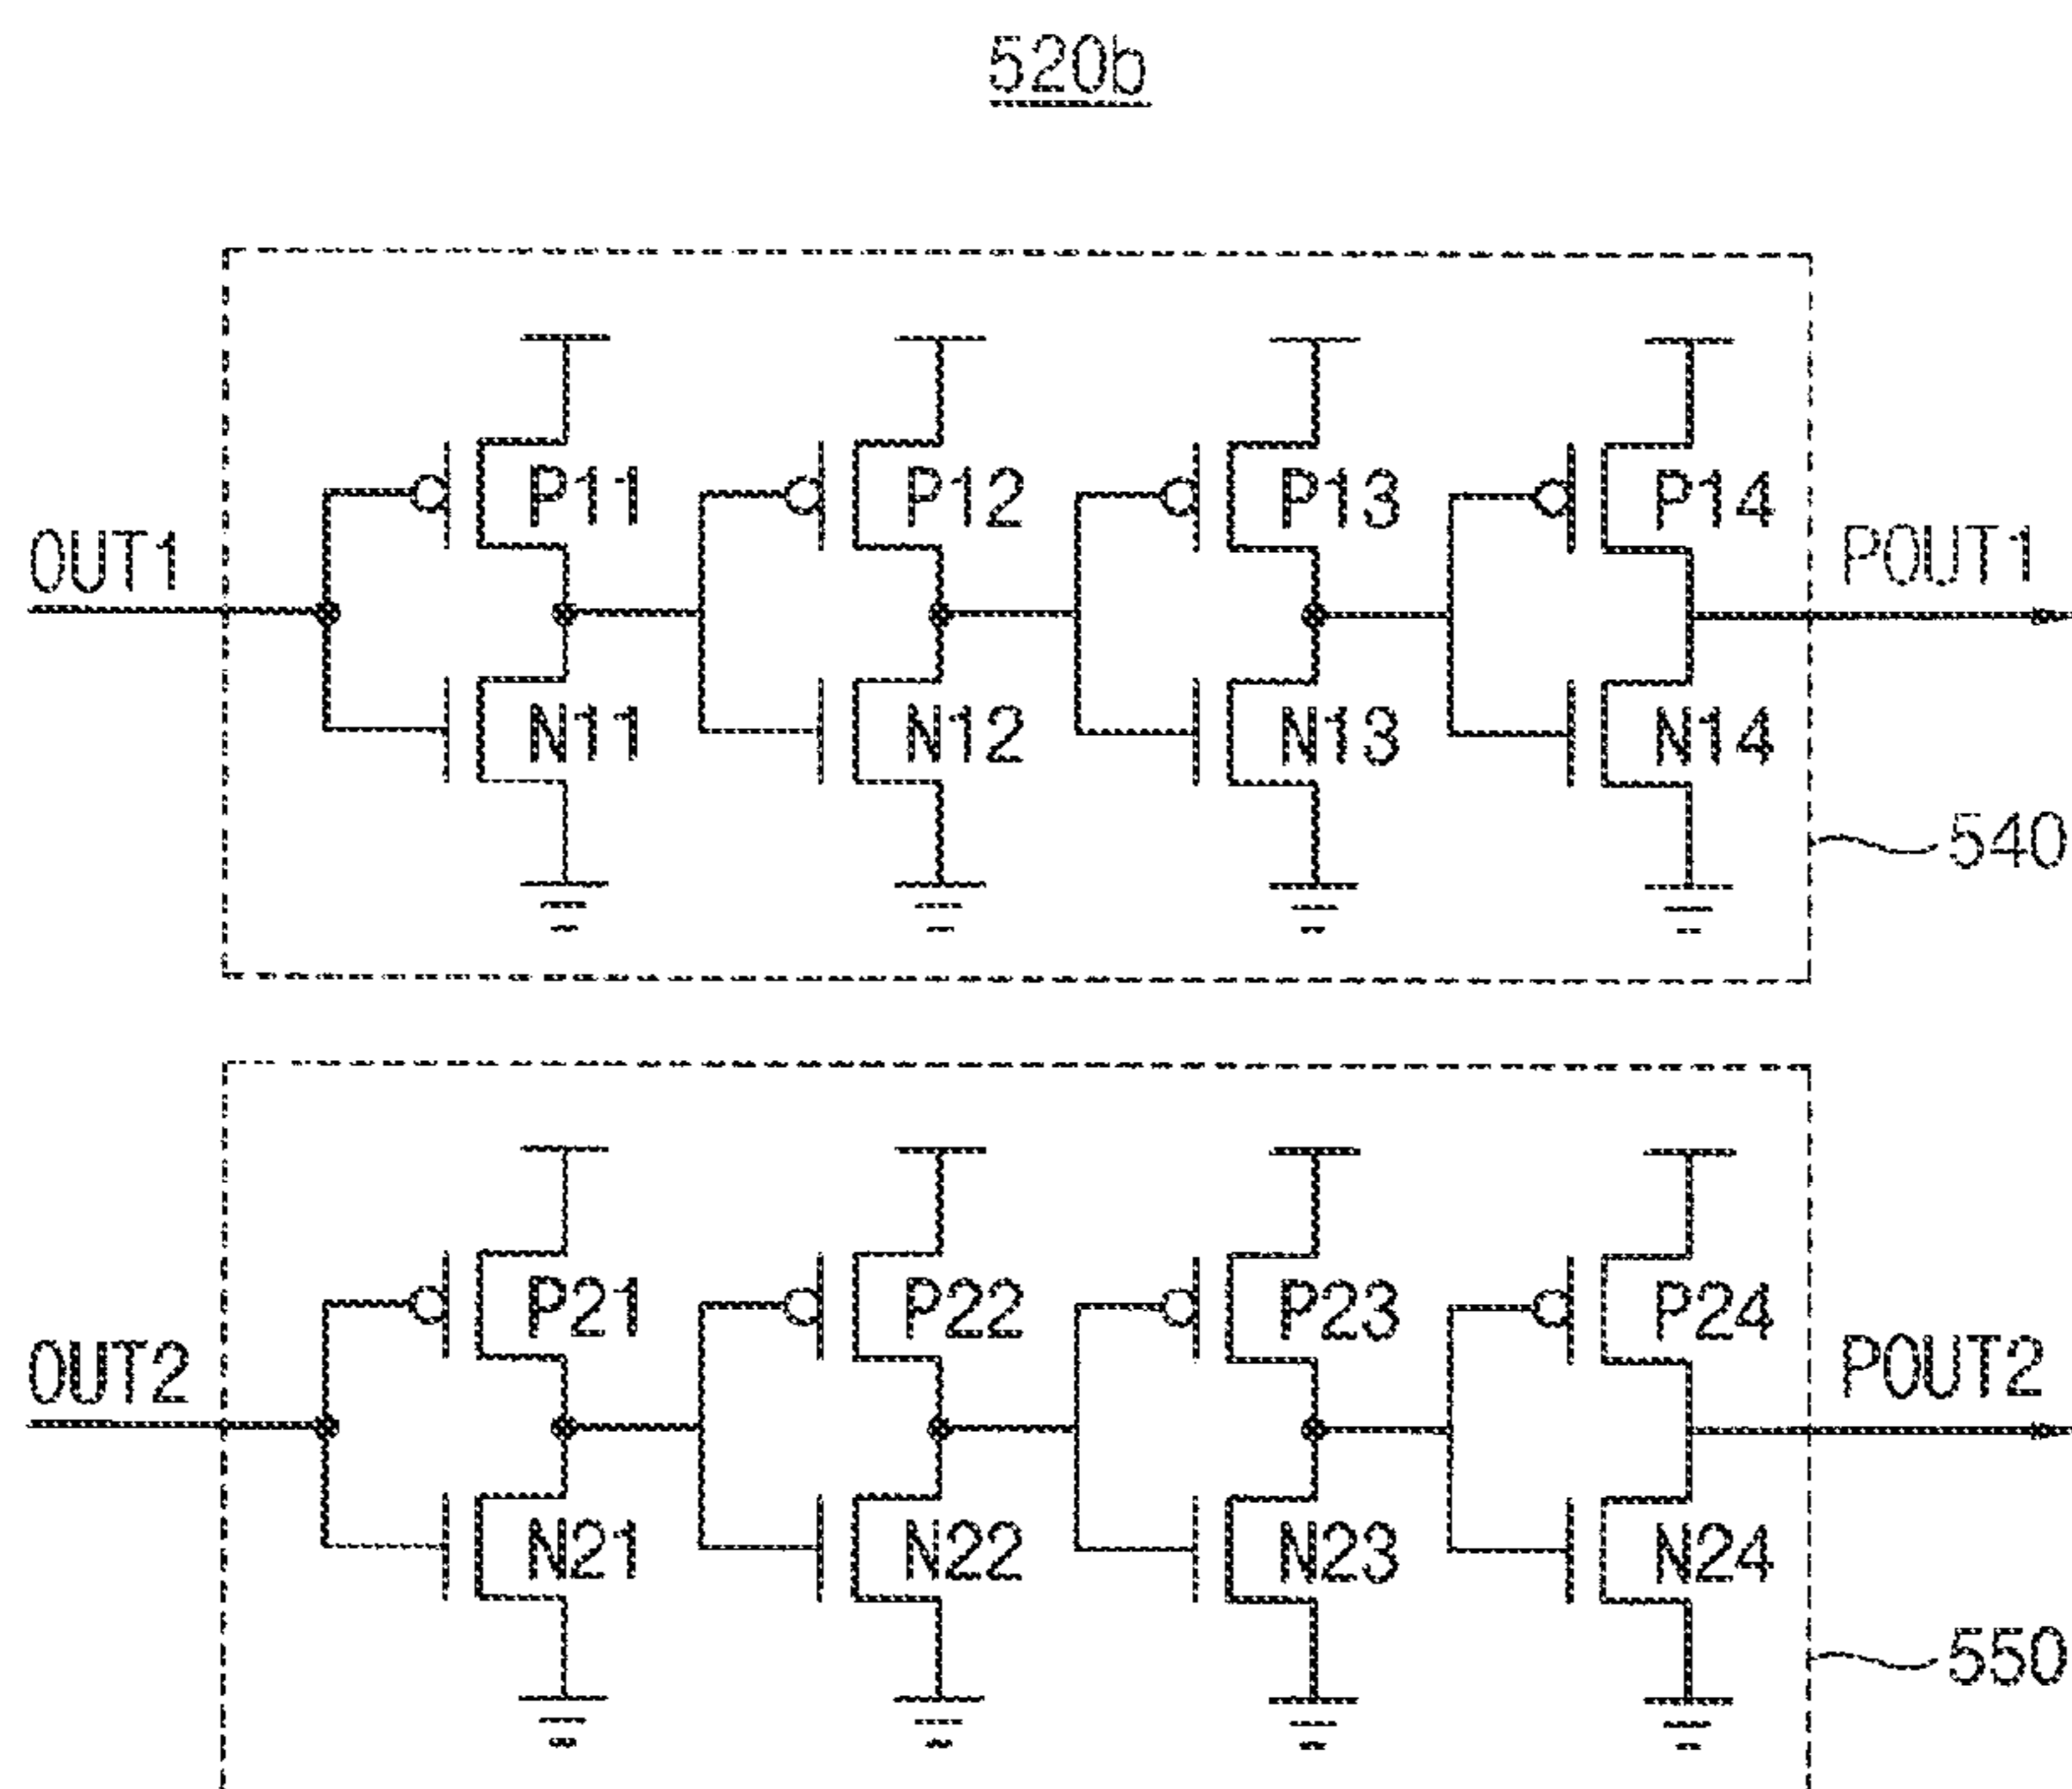 520b
P11 P12 P13 P14
OUT1 POUT1
N11 N12 N13 N14
540
P21 P22 P23 P24
OUT2 POUT2
N21 N22 N23 N24
550